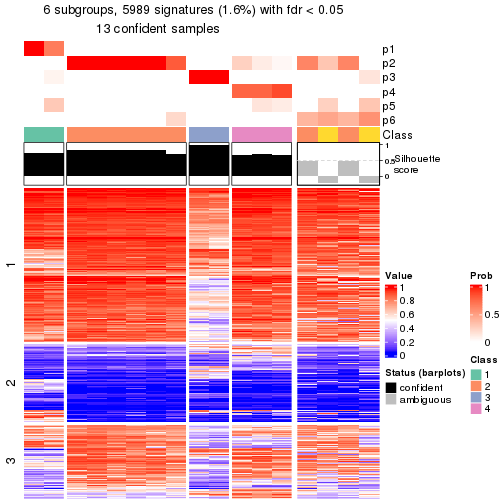 6 subgroups, 5989 signatures (1.6%) with fdr < 0.05
13 confident samples
p1
p2
p3
p4
p5
p6
Class
1
0.5
0
Silhouette
score
1
2
3
Value
1
0.8
0.6
0.4
0.2
0
Status (barplots)
confident
ambiguous
Prob
1
0.5
0
Class
1
2
3
4